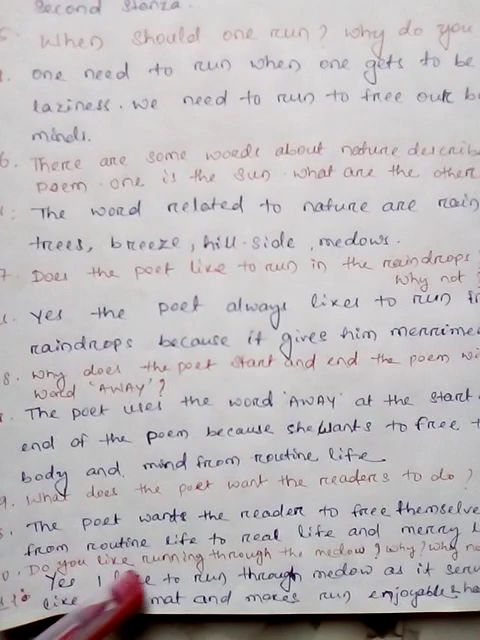 Second Stanza.
5. When should one run? why do you
one need to run when one gets to be
laziness. we need to run to free our b
minds.
6. There are some words about nature describe
poem. one is the sun. what are the other
The word related to nature are rain
trees, breeze, hill-side, medows.
7. Does the poet like to run in the raindrops
why not
Yes the poet always likes to run in
raindrops because it gives him merrime
8. why does the poet start and end the poem wi
word 'AWAY'?
The poet uses the word 'AWAY' at the start
end of the poem because she wants to free
body and mind from routine life
9. What does the poet want the readers to do?
The poet wants the reader to free themselve
from routine life to real life and merry l
0. Do you like running through the medow? why? why no
Yes I to run through medow as it serv
like mat and makes run enjoyable